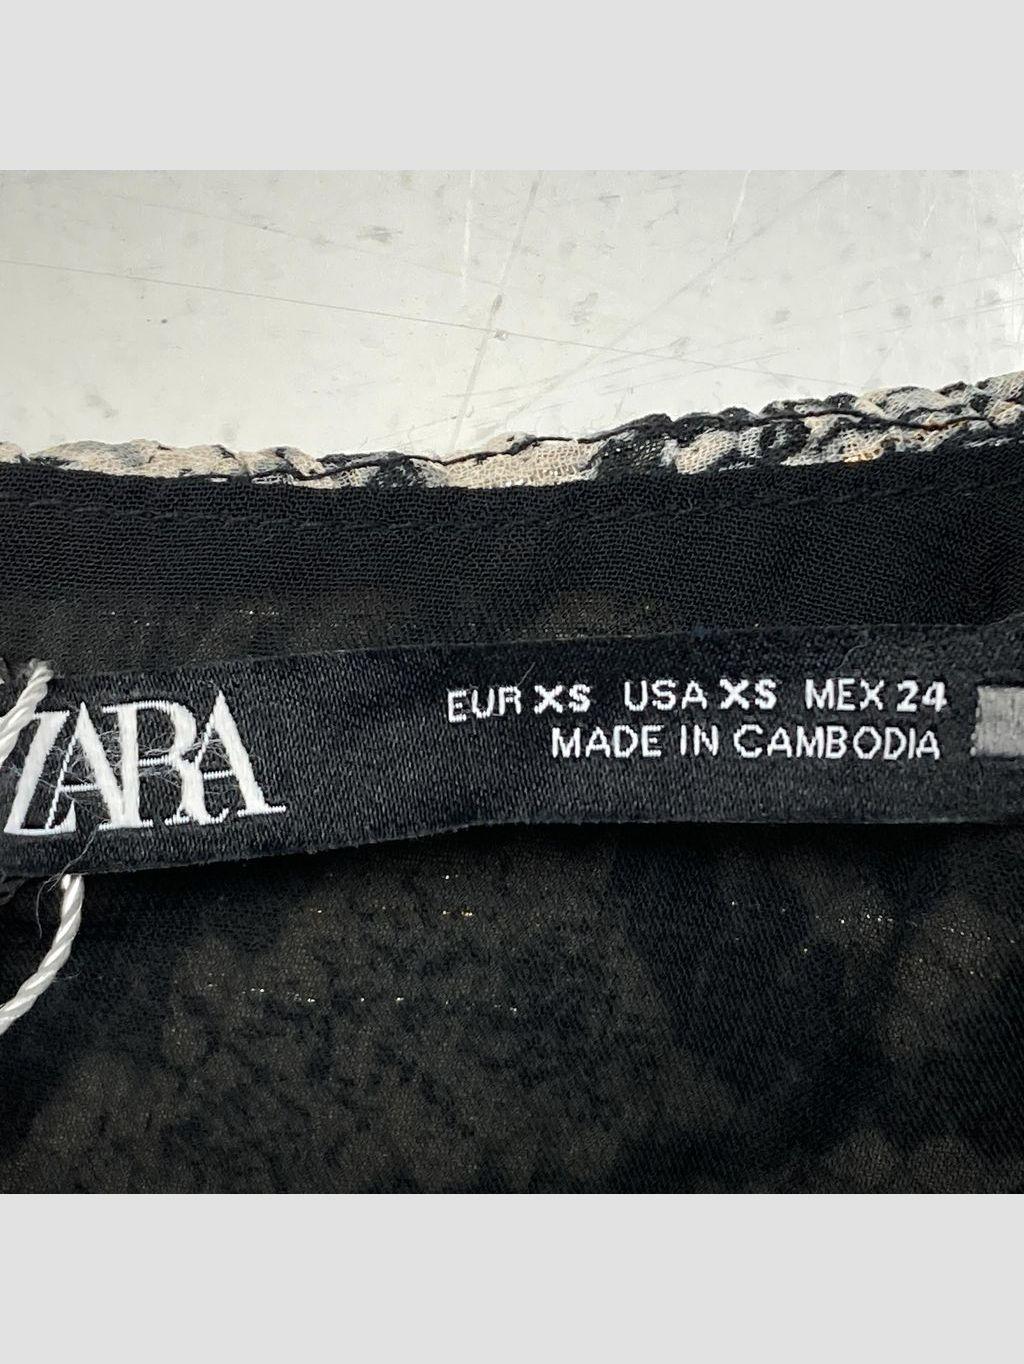 ZARA
EUR XS USA XS MEX 24
MADE IN CAMBODIA